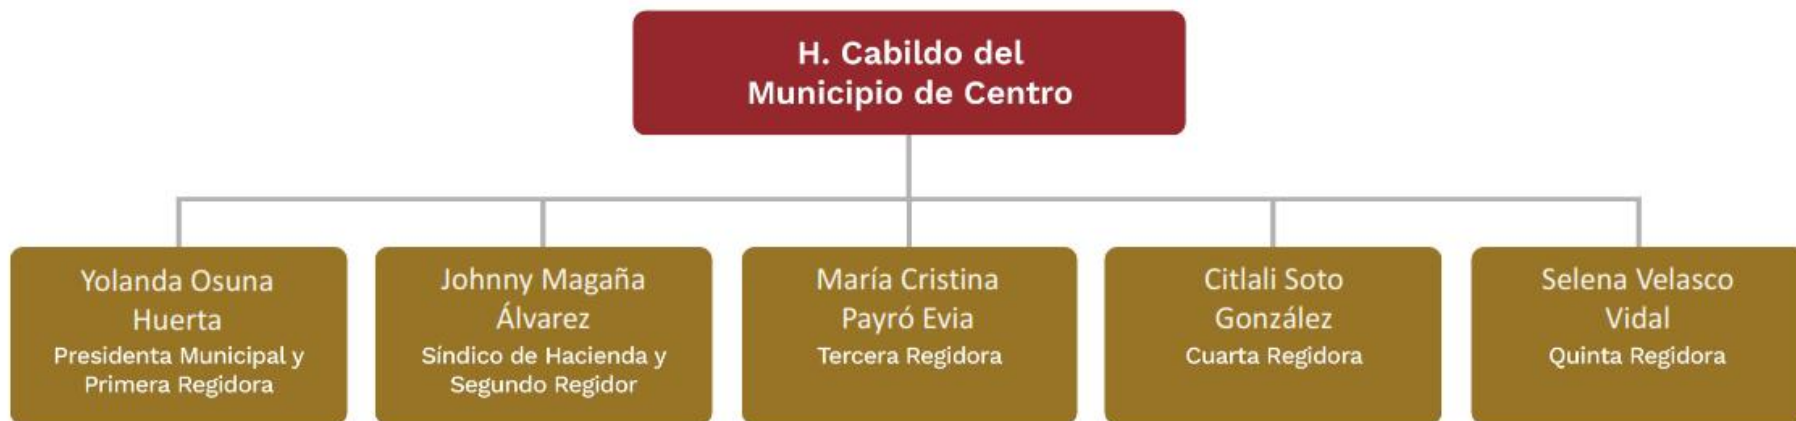 H. Cabildo del
Municipio de Centro
Yolanda Osuna
Huerta
Presidenta Municipal y
Primera Regidora
Johnny Magaña
Álvarez
Síndico de Hacienda y
Segundo Regidor
María Cristina
Payró Evia
Tercera Regidora
Citlali Soto
González
Cuarta Regidora
Selena Velasco
Vidal
Quinta Regidora